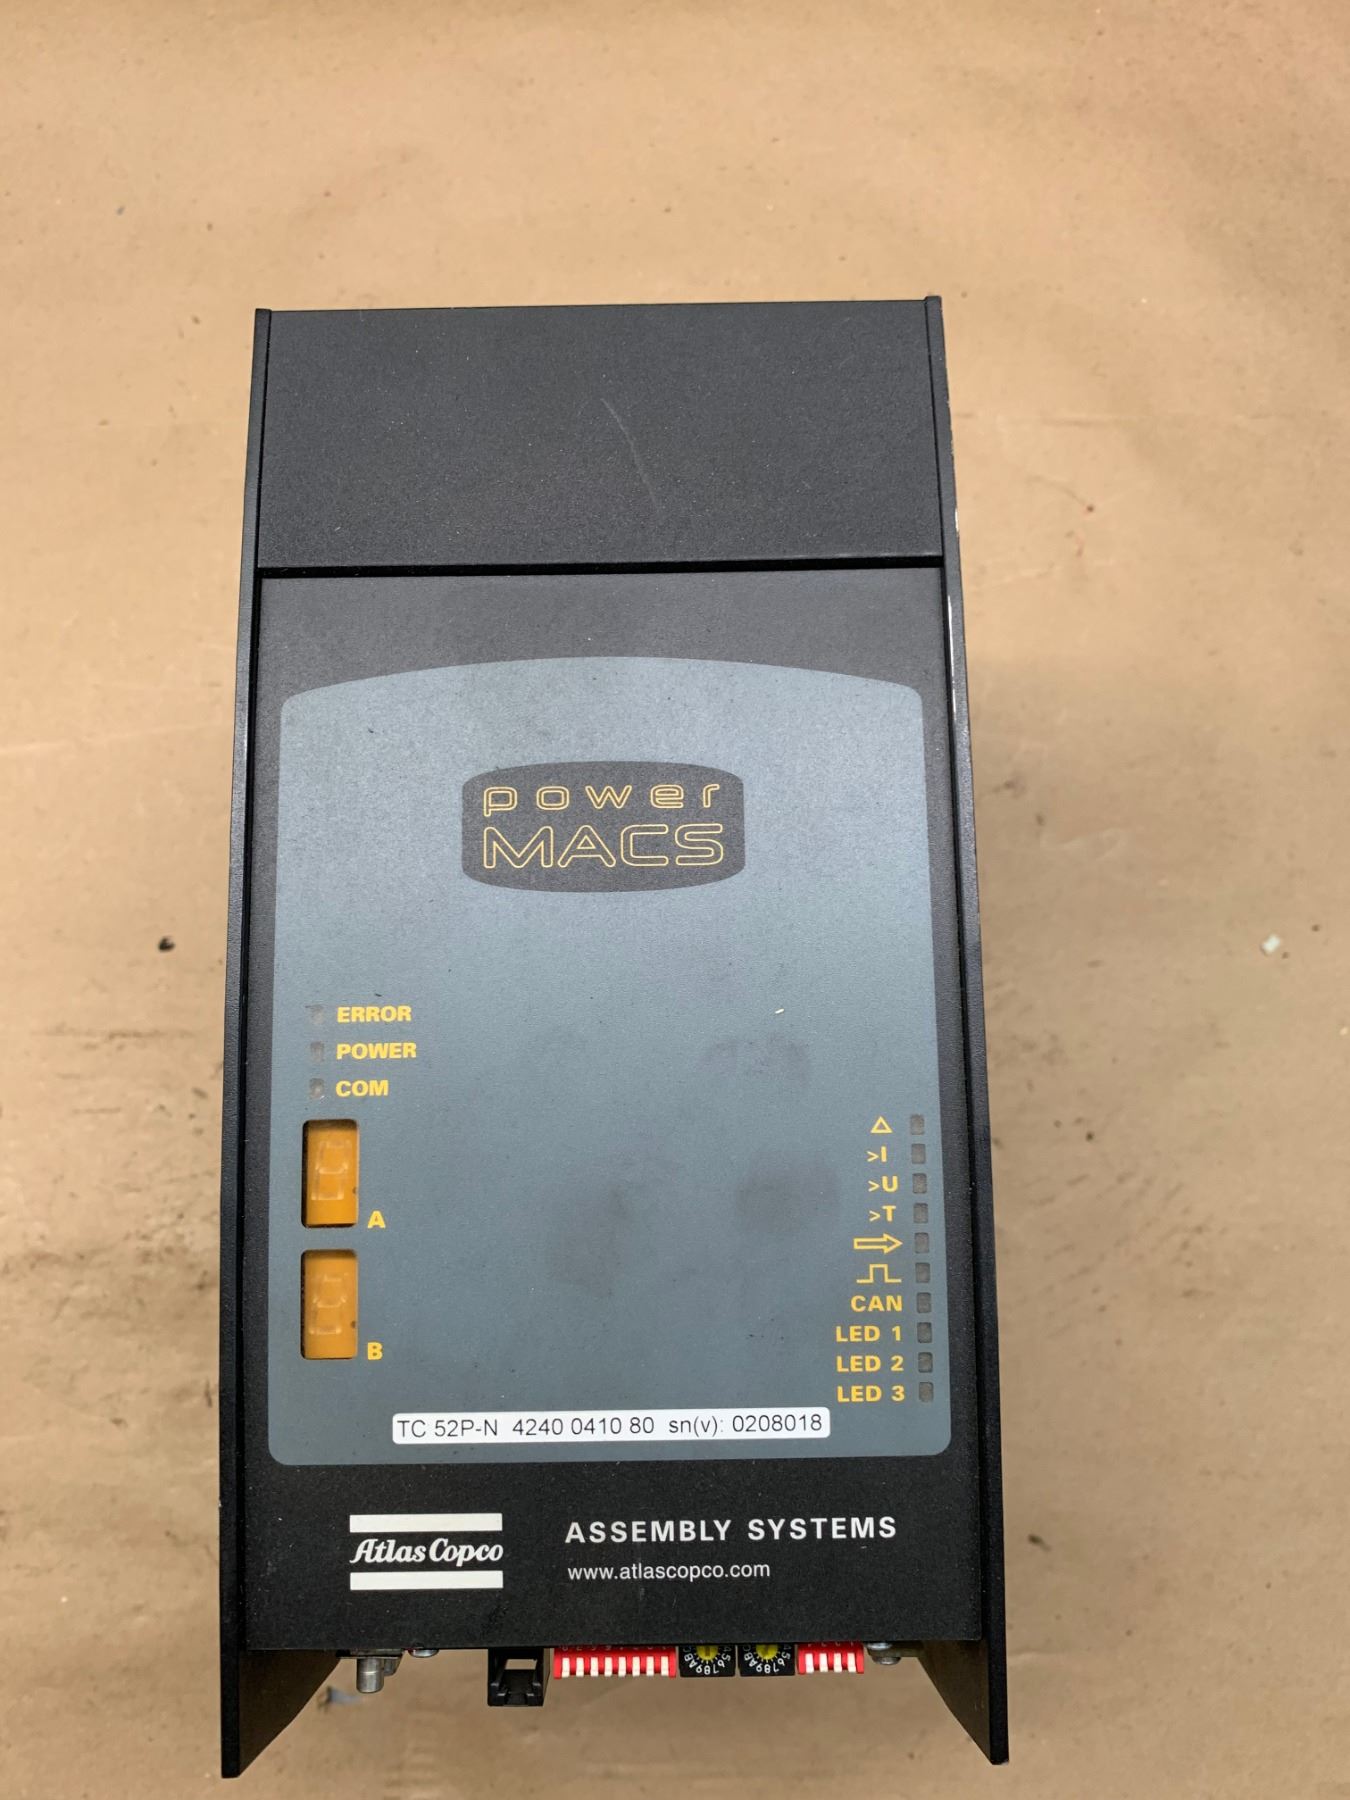 power
MACS
ERROR
POWER
COM
A
B
>I
>U
>T
CAN
LED 1
LED 2
LED 3
TC 52P-N 4240 0410 80 sn(v): 0208018
Atlas Copco
ASSEMBLY SYSTEMS
www.atlascopco.com